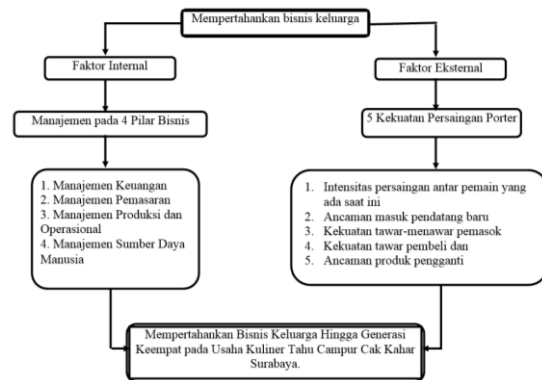 Mempertahankan bisnis keluarga
Faktor Internal
Faktor Eksternal
Manajemen pada 4 Pilar Bisnis
5 Kekuatan Persaingan Porter
1. Manajemen Keuangan
2. Manajemen Pemasaran
3. Manajemen Produksi dan
Operasional
4. Manajemen Sumber Daya
Manusia
1. Intensitas persaingan antar pemain yang
ada saat ini
2. Ancaman masuk pendatang baru
3. Kekuatan tawar-menawar pemasok
4. Kekuatan tawar pembeli dan
5. Ancaman produk pengganti
Mempertahankan Bisnis Keluarga Hingga Generasi
Keempat pada Usaha Kuliner Tahu Campur Cak Kahar
Surabaya.